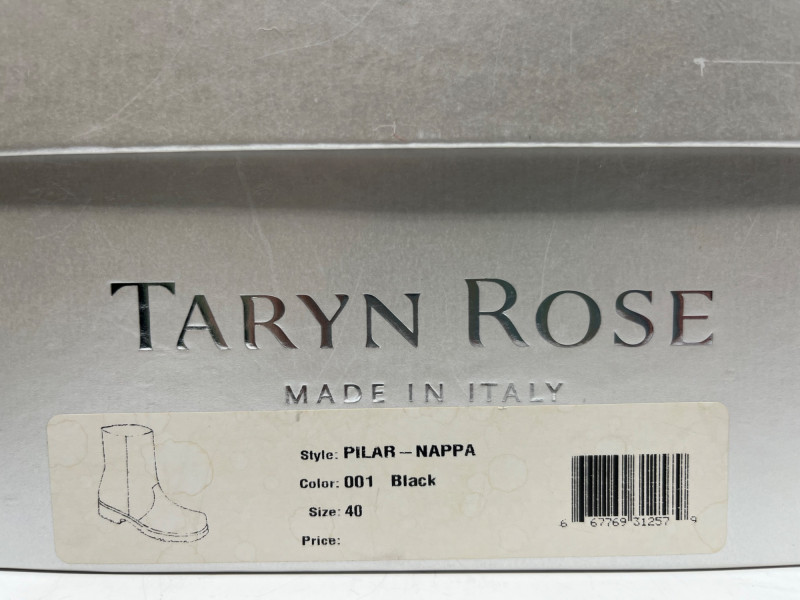 TARYN ROSE
MADE IN ITALY
Style: PILAR - NAPPA
Color: 001 Black
Size: 40
Price:
6 67769 31257 9